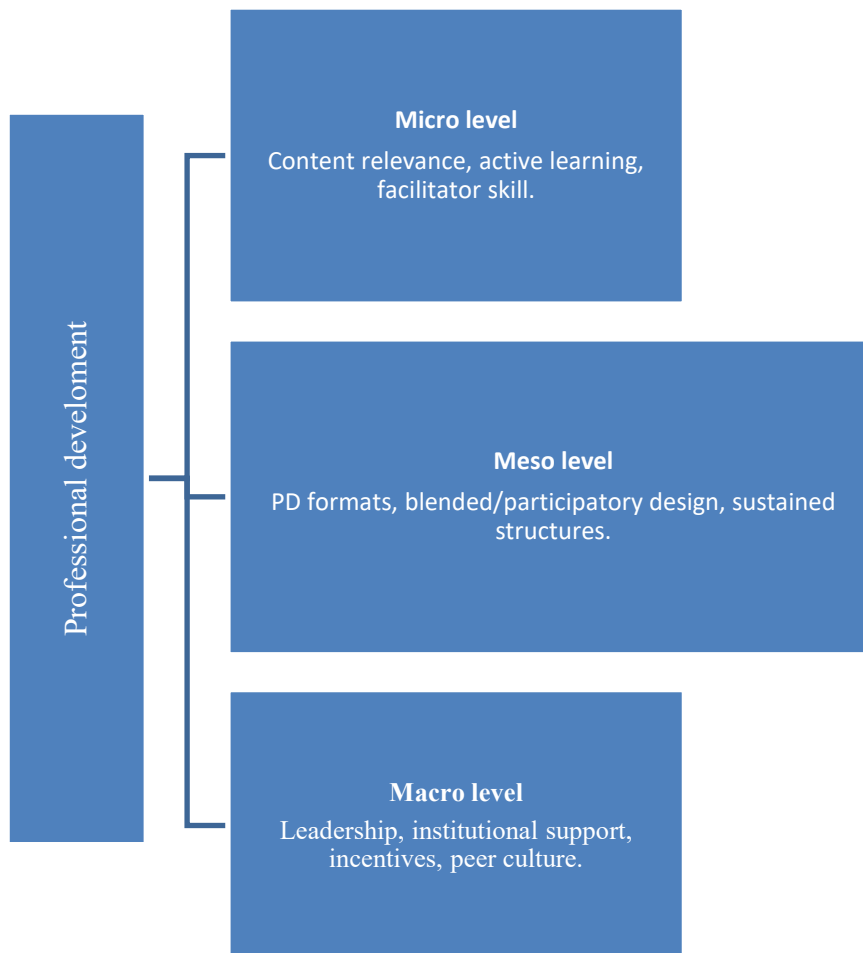 Professional develoment
Micro level
Content relevance, active learning,
facilitator skill.
Meso level
PD formats, blended/participatory design, sustained
structures.
Macro level
Leadership, institutional support,
incentives, peer culture.